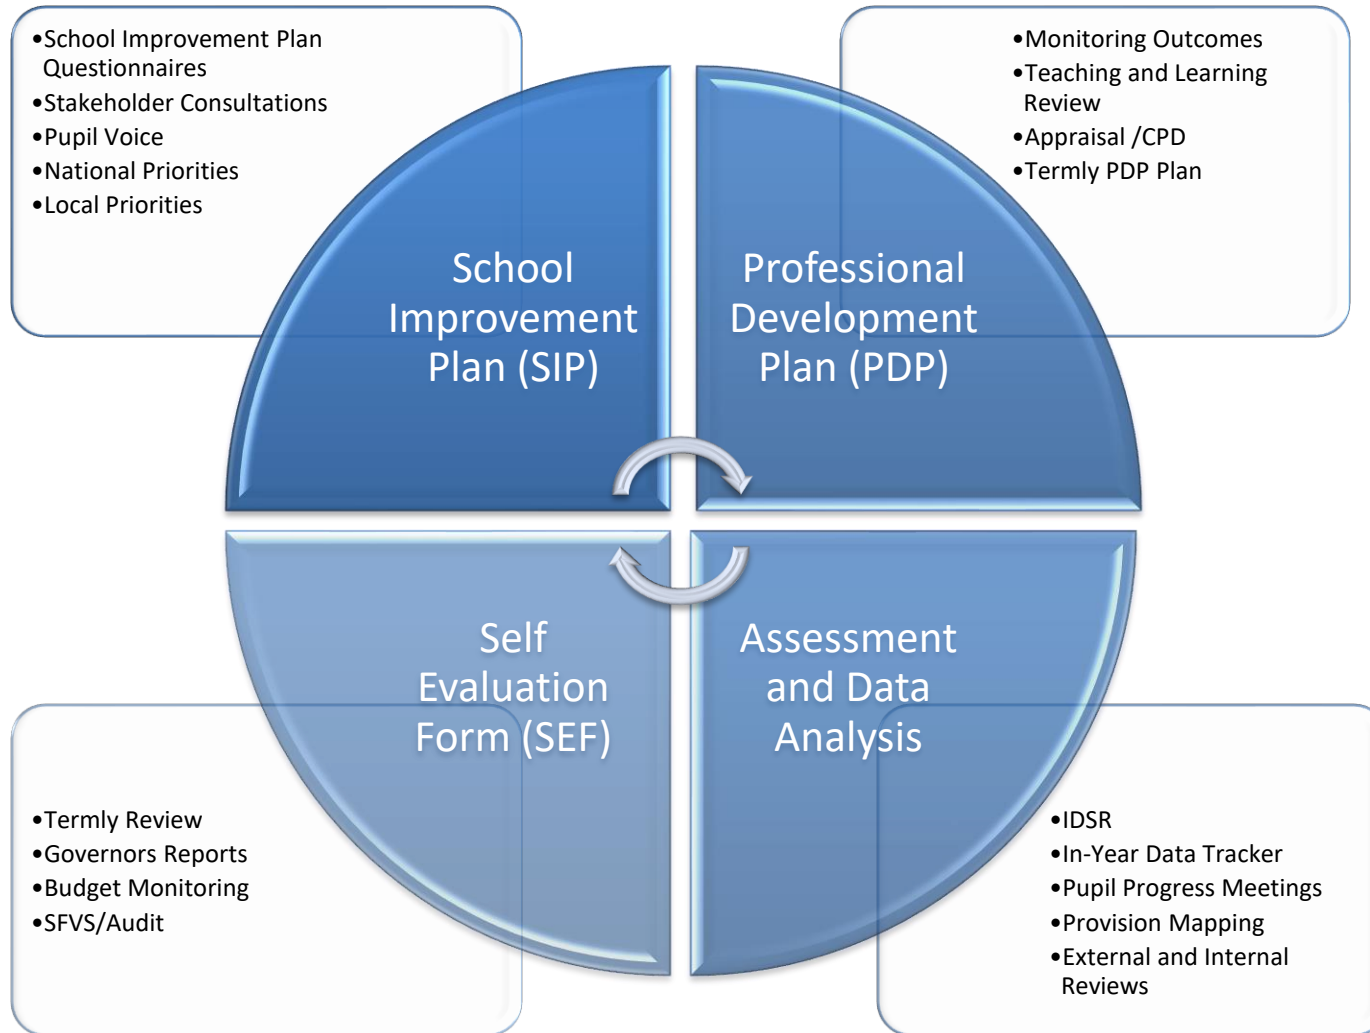 •School Improvement Plan
Questionnaires
•Stakeholder Consultations
•Pupil Voice
•National Priorities
•Local Priorities
•Monitoring Outcomes
•Teaching and Learning
Review
•Appraisal /CPD
•Termly PDP Plan
School
Improvement
Plan (SIP)
Professional
Development
Plan (PDP)
Self
Evaluation
Form (SEF)
Assessment
and Data
Analysis
•Termly Review
•Governors Reports
•Budget Monitoring
•SFVS/Audit
•IDSR
•In-Year Data Tracker
•Pupil Progress Meetings
•Provision Mapping
•External and Internal
Reviews